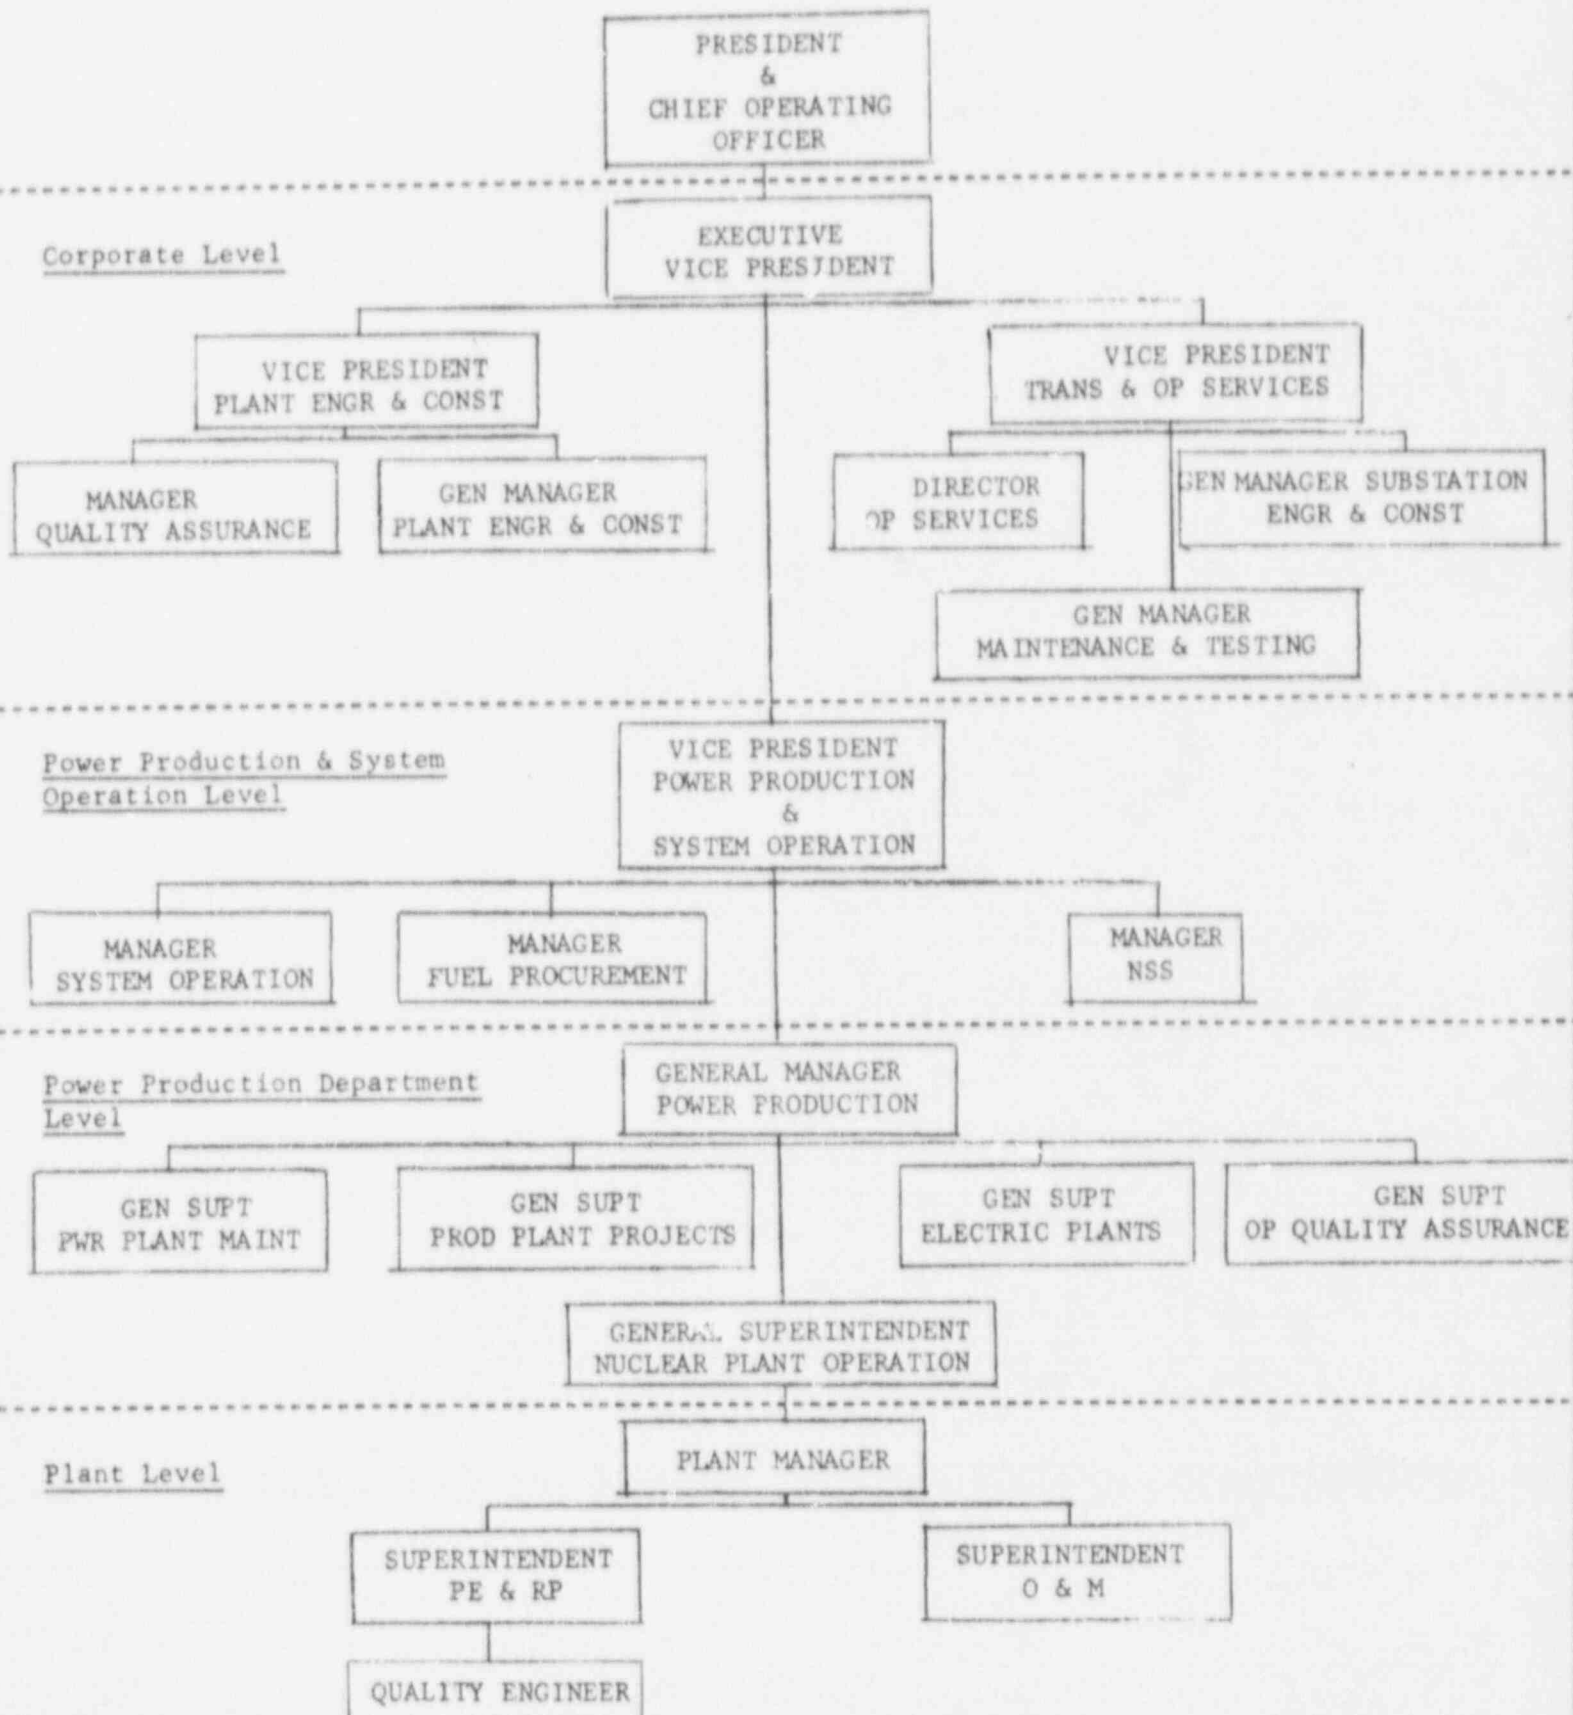 PRESIDENT
&
CHIEF OPERATING
OFFICER
Corporate Level
EXECUTIVE
VICE PRESIDENT
VICE PRESIDENT
PLANT ENGR & CONST
VICE PRESIDENT
TRANS & OP SERVICES
MANAGER
QUALITY ASSURANCE
GEN MANAGER
PLANT ENGR & CONST
DIRECTOR
OP SERVICES
GEN MANAGER SUBSTATION
ENGR & CONST
GEN MANAGER
MAINTENANCE & TESTING
Power Production & System
Operation Level
VICE PRESIDENT
POWER PRODUCTION
&
SYSTEM OPERATION
MANAGER
SYSTEM OPERATION
MANAGER
FUEL PROCUREMENT
MANAGER
NSS
Power Production Department
Level
GENERAL MANAGER
POWER PRODUCTION
GEN SUPT
PWR PLANT MAINT
GEN SUPT
PROD PLANT PROJECTS
GEN SUPT
ELECTRIC PLANTS
GEN SUPT
OP QUALITY ASSURANCE
GENERAL SUPERINTENDENT
NUCLEAR PLANT OPERATION
Plant Level
PLANT MANAGER
SUPERINTENDENT
PE & RP
SUPERINTENDENT
O & M
QUALITY ENGINEER